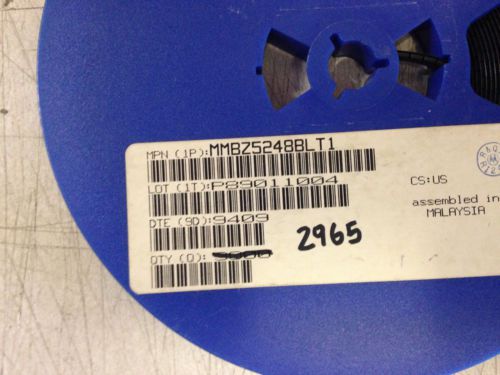 MPN (1P):MMBZ5248BLT1
LOT (1T):P89011004
CS:US
assembled in
MALAYSIA
DTE (9D):9409
2965
QTY (Q):